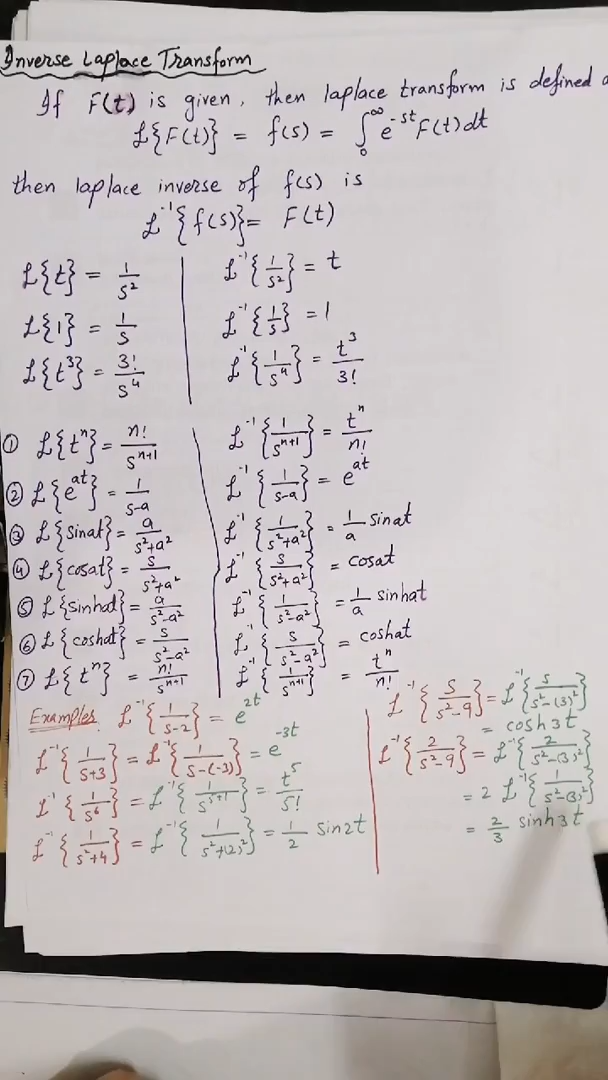 Inverse Laplace Transform
If F(t) is given, then laplace transform is defined a
ℒ{F(t)} = f(s) = ∫₀^∞ e^-st F(t)dt
then laplace inverse of f(s) is
ℒ⁻¹{f(s)} = F(t)
ℒ{t} = 1/s² | ℒ⁻¹{1/s²} = t
ℒ{1} = 1/s | ℒ⁻¹{1/s} = 1
ℒ{t³} = 3!/s⁴ | ℒ⁻¹{1/s⁴} = t³/3!
① ℒ{tⁿ} = n!/sⁿ⁺¹ | ℒ⁻¹{1/sⁿ⁺¹} = tⁿ/n!
② ℒ{e^at} = 1/s-a | ℒ⁻¹{1/s-a} = e^at
③ ℒ{sinat} = a/s²+a² | ℒ⁻¹{1/s²+a²} = 1/a sinat
④ ℒ{cosat} = s/s²+a² | ℒ⁻¹{s/s²+a²} = cosat
⑤ ℒ{sinhat} = a/s²-a² | ℒ⁻¹{1/s²-a²} = 1/a sinhat
⑥ ℒ{coshat} = s/s²-a² | ℒ⁻¹{s/s²-a²} = coshat
⑦ ℒ{tⁿ} = n!/sⁿ⁺¹ | ℒ⁻¹{1/sⁿ⁺¹} = tⁿ/n!
Examples. ℒ⁻¹{1/s-2} = e^2t
ℒ⁻¹{1/s+3} = ℒ⁻¹{1/s-(-3)} = e^-3t
ℒ⁻¹{1/s⁶} = ℒ⁻¹{1/s⁵⁺¹} = t⁵/5!
ℒ⁻¹{1/s²+4} = ℒ⁻¹{1/s²+(2)²} = 1/2 sin2t
ℒ⁻¹{s/s²-9} = ℒ⁻¹{s/s²-(3)²}
= cosh3t
ℒ⁻¹{2/s²-9} = ℒ⁻¹{2/s²-(3)²}
= 2 ℒ⁻¹{1/s²-(3)²}
= 2/3 sinh3t